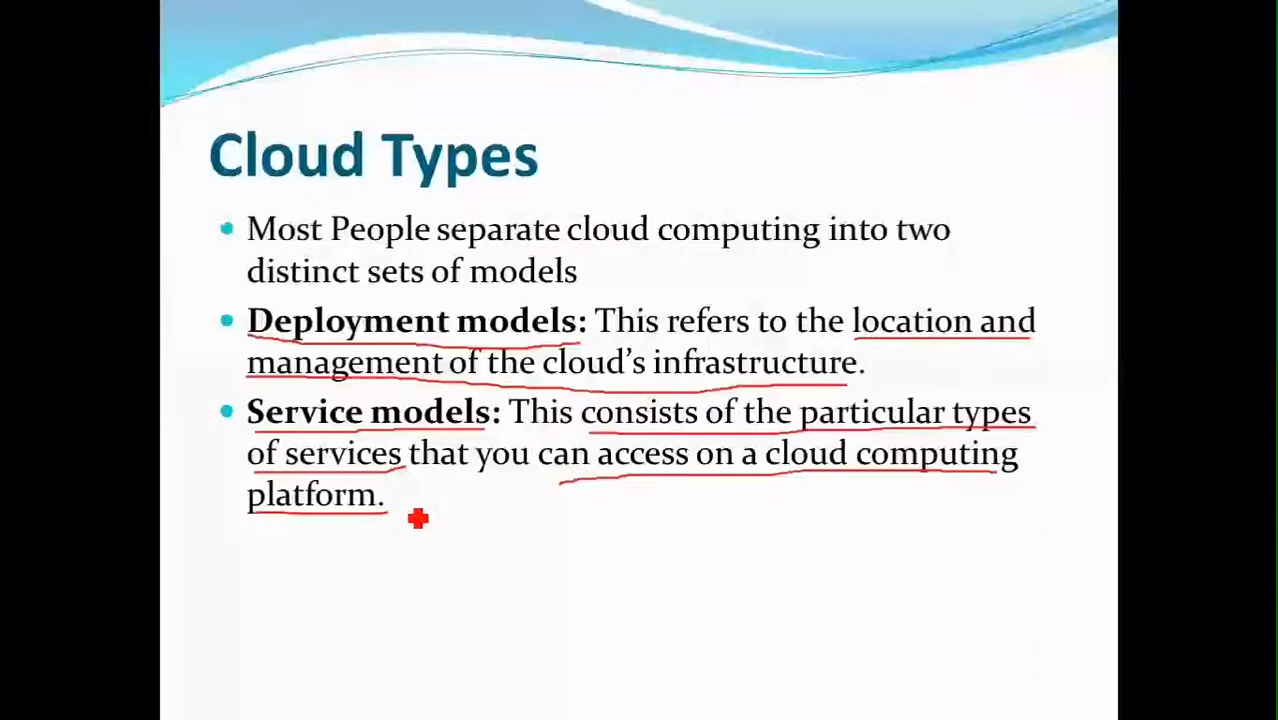 Cloud Types
• Most People separate cloud computing into two
distinct sets of models
• Deployment models: This refers to the location and
management of the cloud's infrastructure.
• Service models: This consists of the particular types
of services that you can access on a cloud computing
platform.